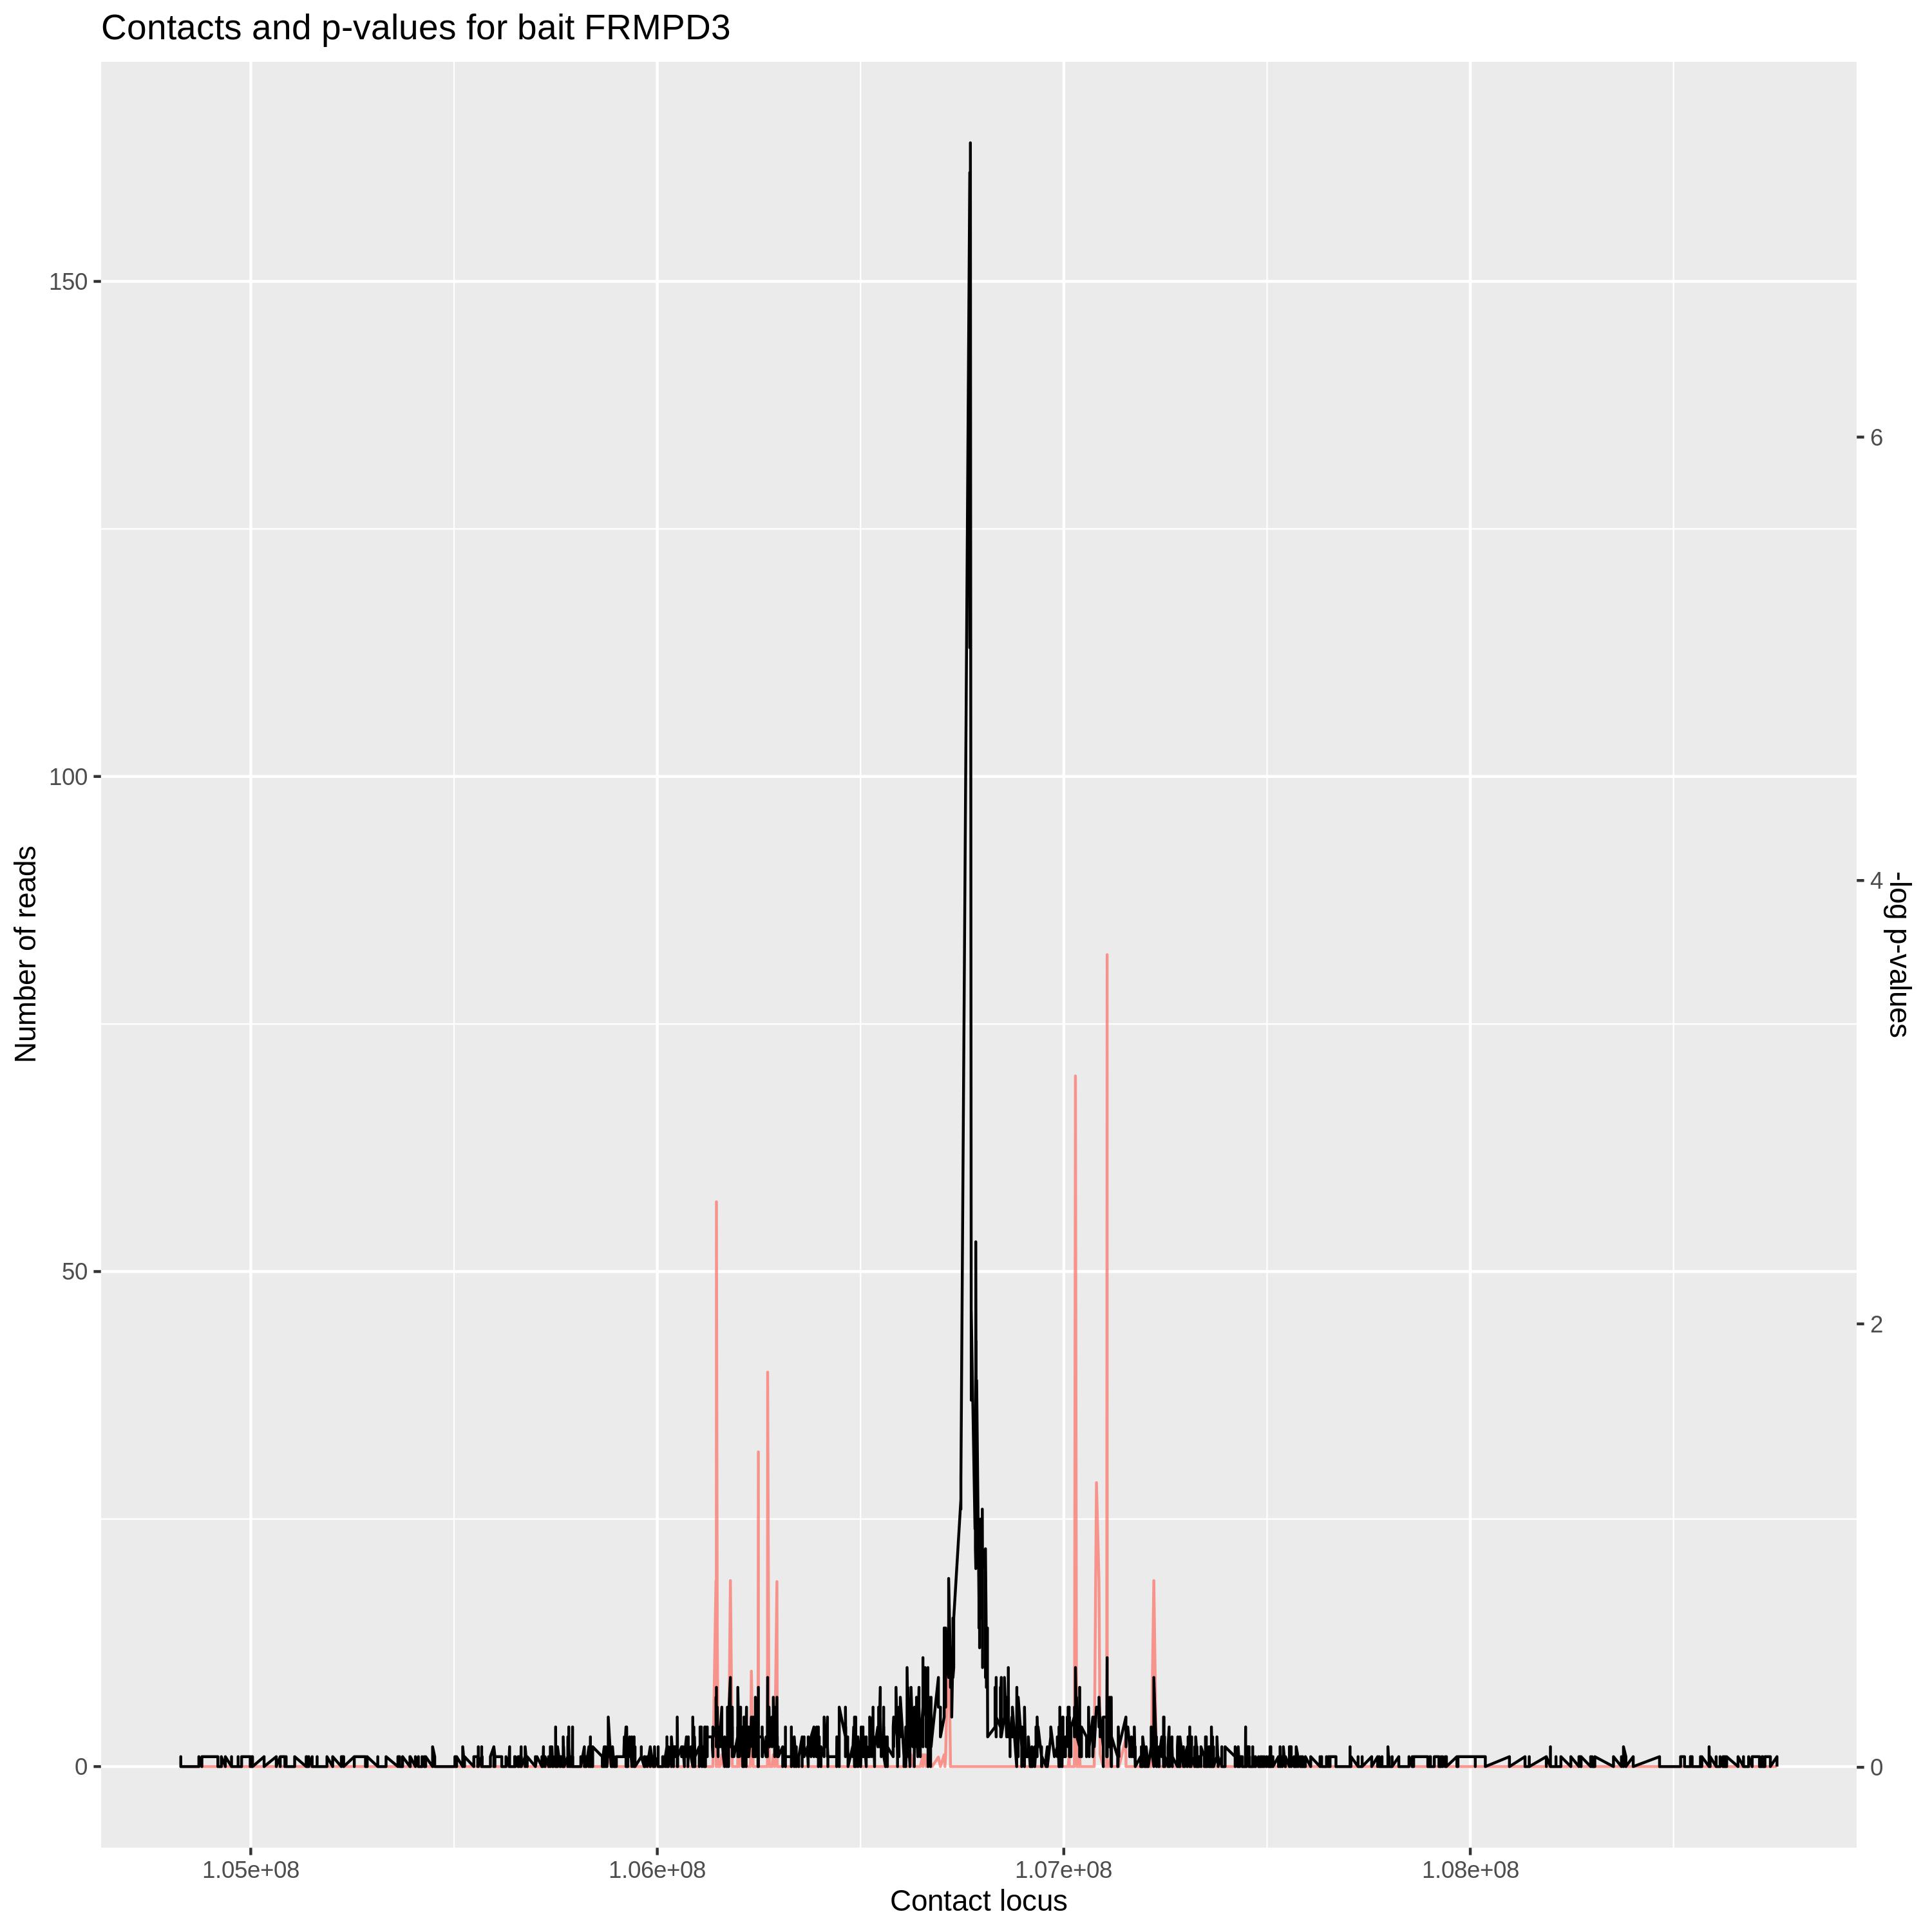 Contacts and p-values for bait FRMPD3
150
100
50
0
Number of reads
6
4
2
0
-log p-values
1.05e+08
1.06e+08
1.07e+08
1.08e+08
Contact locus